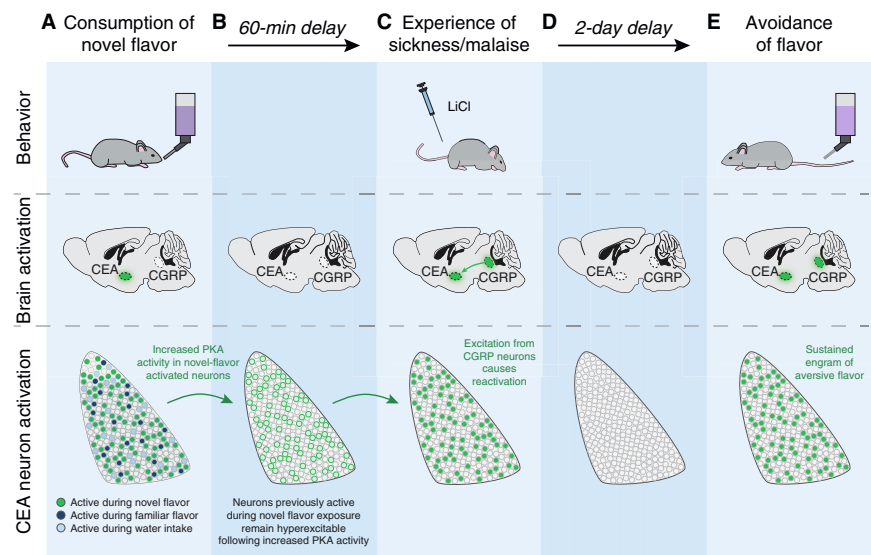 A Consumption of
novel flavor
B
60-min delay
C Experience of
sickness/malaise
D
2-day delay
E Avoidance
of flavor
Behavior
LiCl
Brain activation
CEA
CGRP
CEA
CGRP
CEA
CGRP
CEA
CGRP
CEA
CGRP
CEA neuron activation
Increased PKA
activity in novel-flavor
activated neurons
Excitation from
CGRP neurons
causes
reactivation
Sustained
engram of
aversive flavor
Active during novel flavor
Active during familiar flavor
Active during water intake
Neurons previously active
during novel flavor exposure
remain hyperexcitable
following increased PKA activity